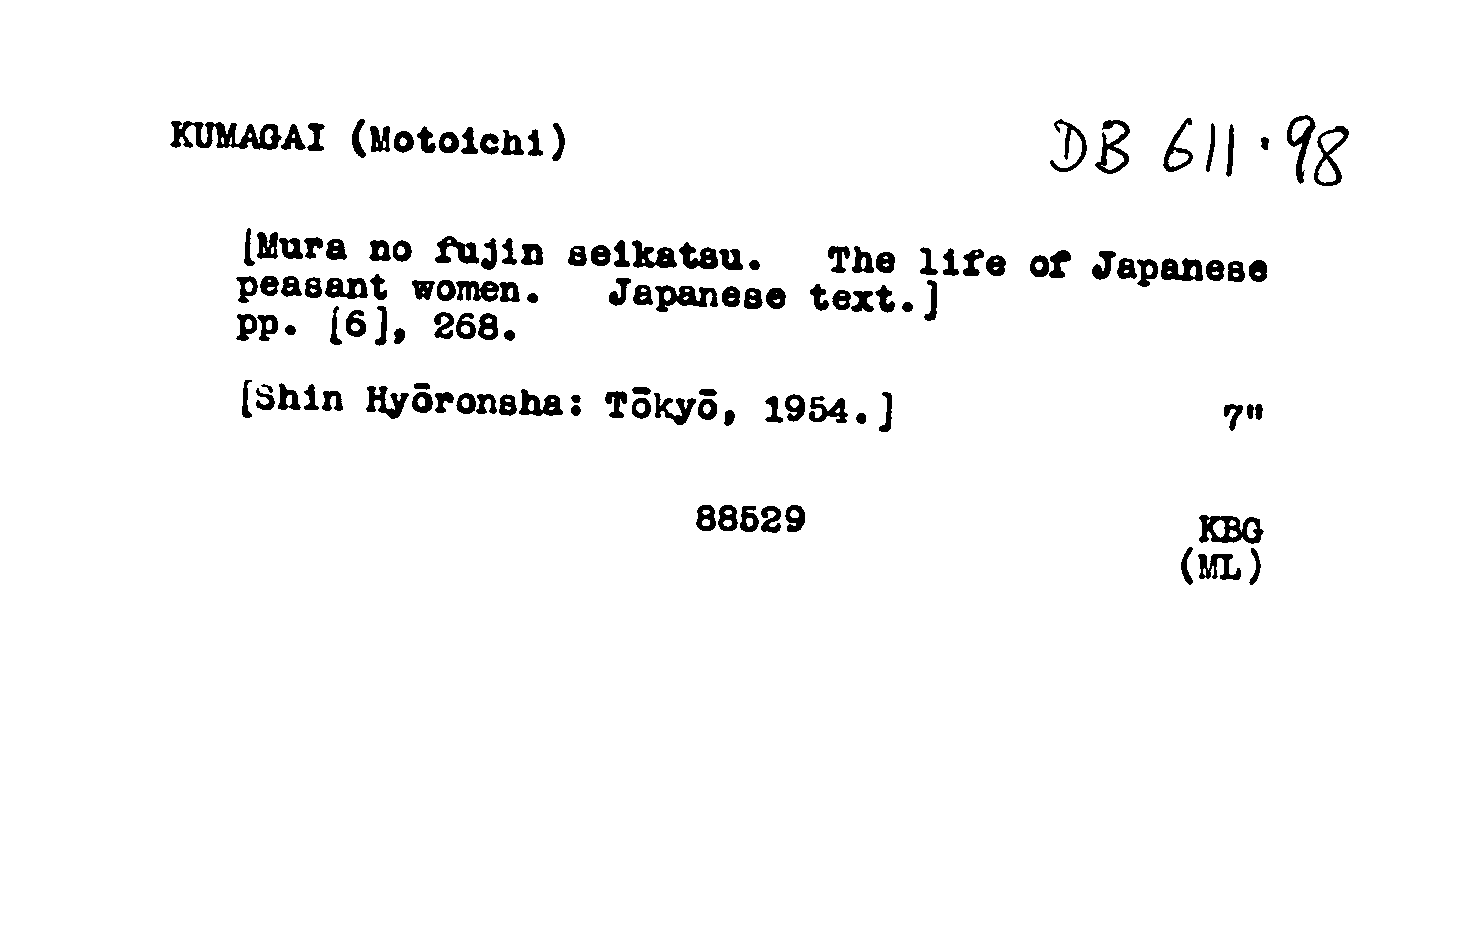 KUMAGAI (Motoichi) DB 611.98
[Mura no fujin seikatsu. The life of Japanese
peasant women. Japanese text.]
pp. [6], 268.
[Shin Hyōronsha: Tōkyō, 1954.] 7"
88529 KBG
(ML)